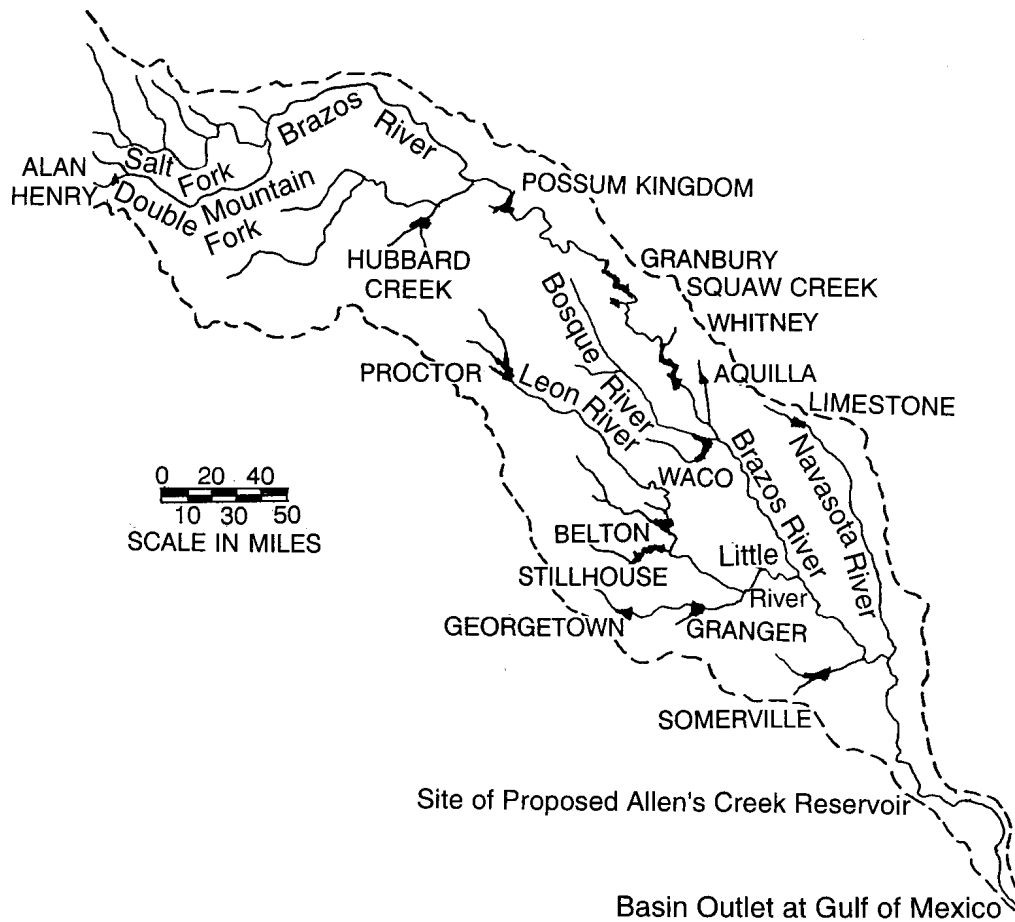 Brazos
River
ALAN
HENRY
Salt
Fork
Double Mountain
Fork
POSSUM KINGDOM
HUBBARD
CREEK
GRANBURY
SQUAW CREEK
WHITNEY
Bosque
River
PROCTOR
Leon River
AQUILLA
LIMESTONE
WACO
Brazos River
Navasota River
0 20 40
10 30 50
SCALE IN MILES
BELTON
STILLHOUSE
Little
River
GEORGETOWN
GRANGER
SOMERVILLE
Site of Proposed Allen's Creek Reservoir
Basin Outlet at Gulf of Mexico